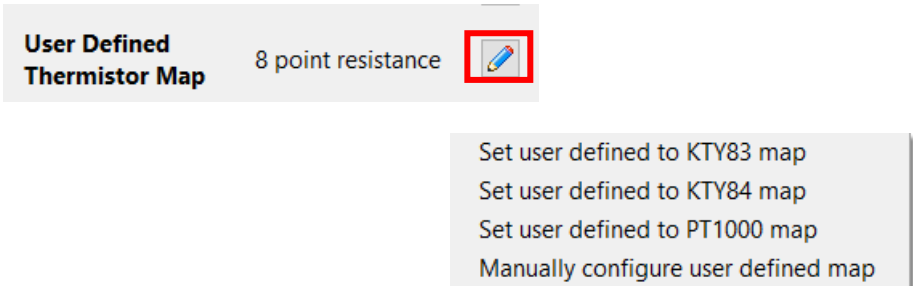 User Defined
Thermistor Map
8 point resistance
Set user defined to KTY83 map
Set user defined to KTY84 map
Set user defined to PT1000 map
Manually configure user defined map